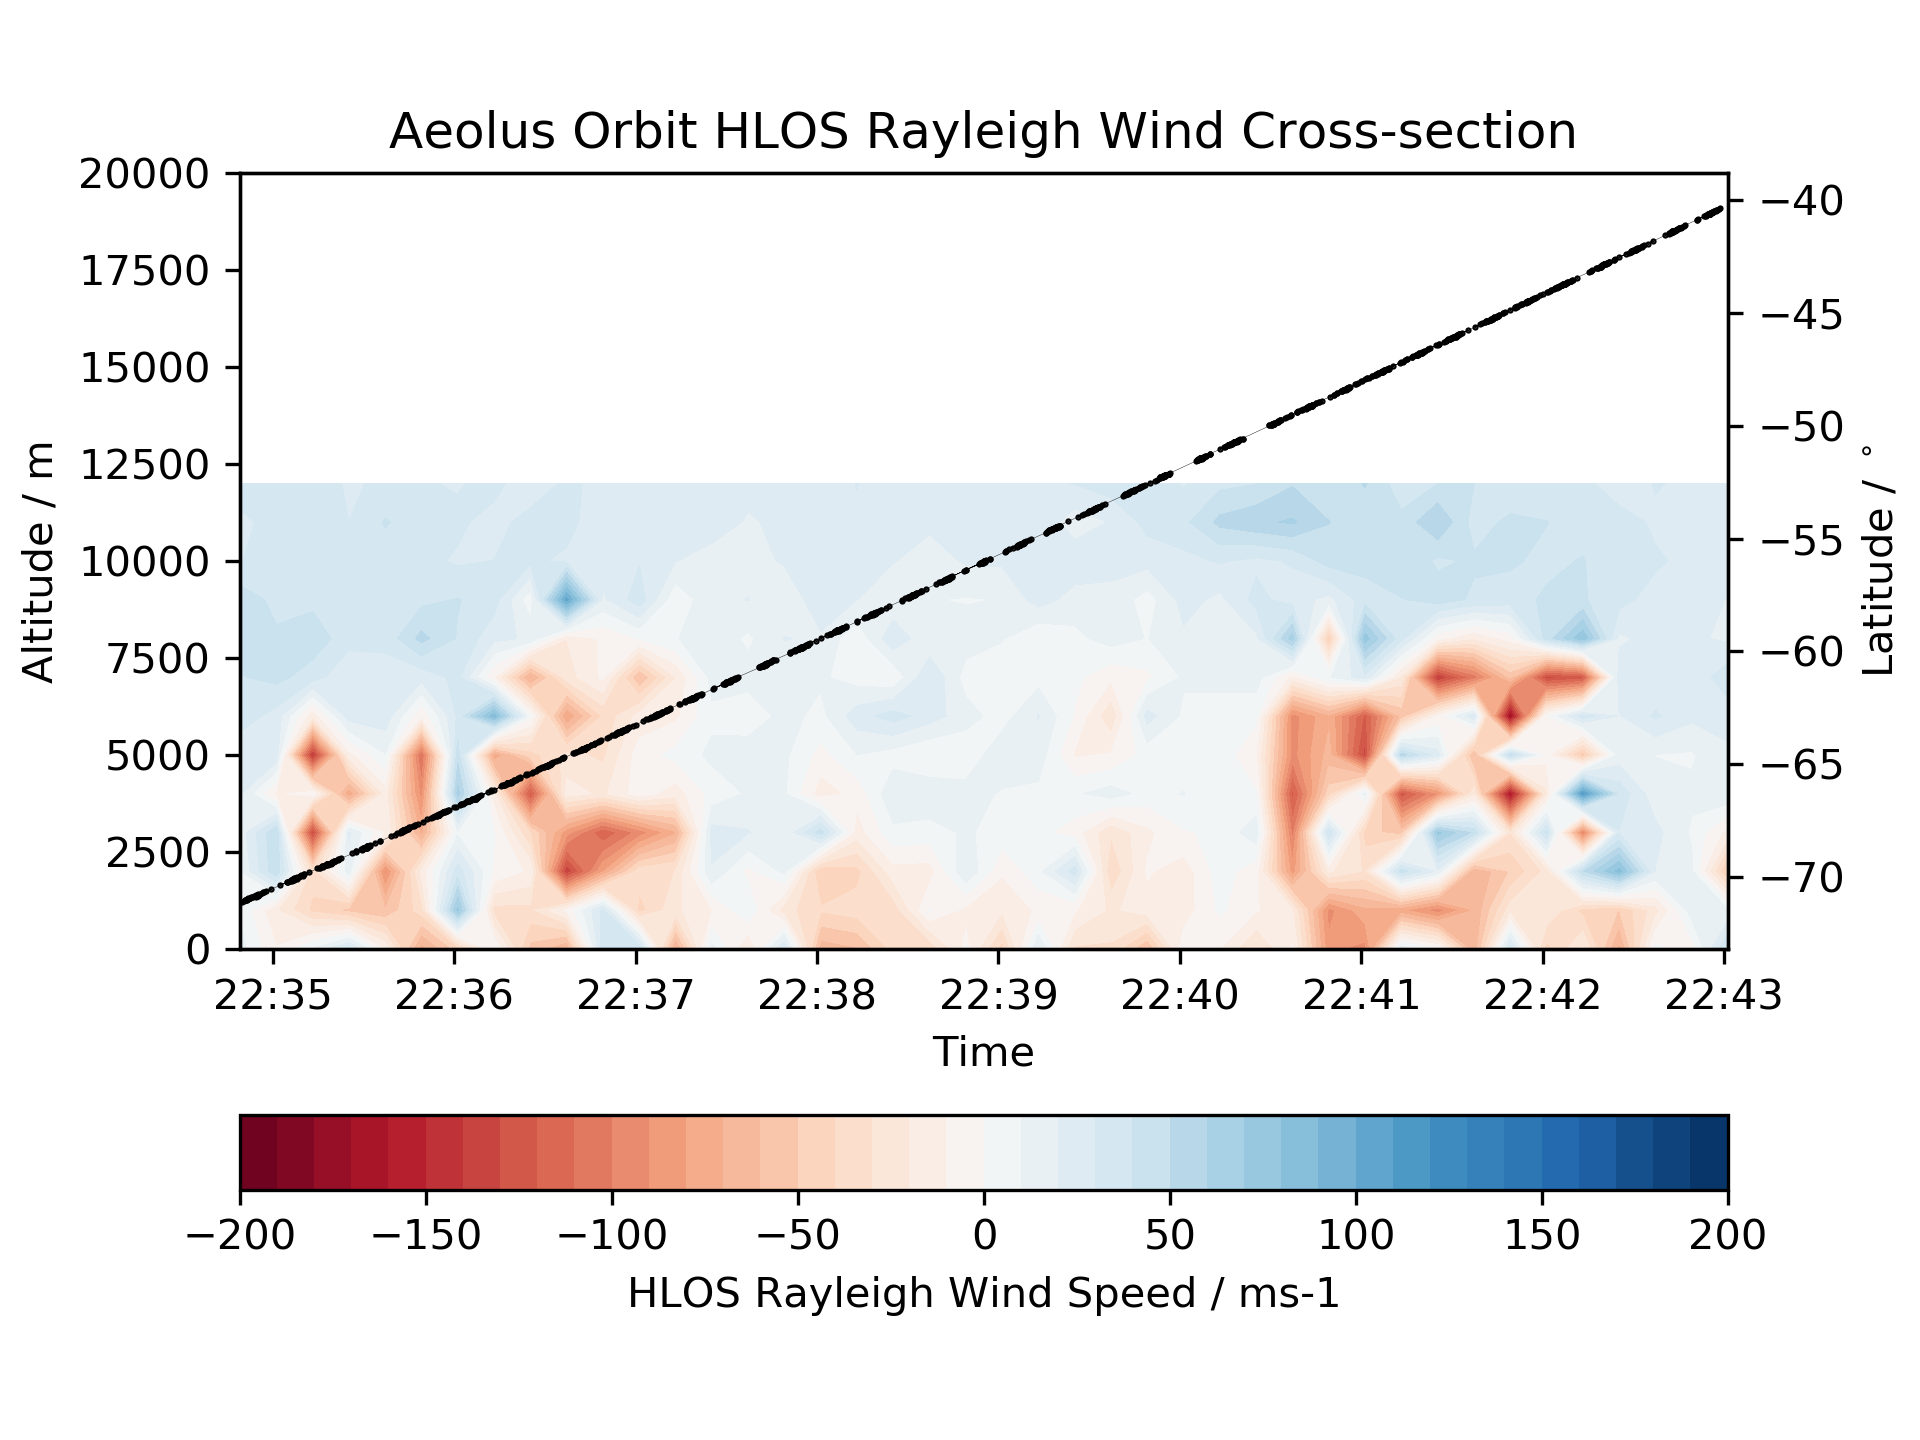 Aeolus Orbit HLOS Rayleigh Wind Cross-section
20000
17500
15000
12500
10000
7500
5000
2500
0
Altitude / m
−40
−45
−50
−55
−60
−65
−70
Latitude / °
22:35 22:36 22:37 22:38 22:39 22:40 22:41 22:42 22:43
Time
−200 −150 −100 −50 0 50 100 150 200
HLOS Rayleigh Wind Speed / ms-1